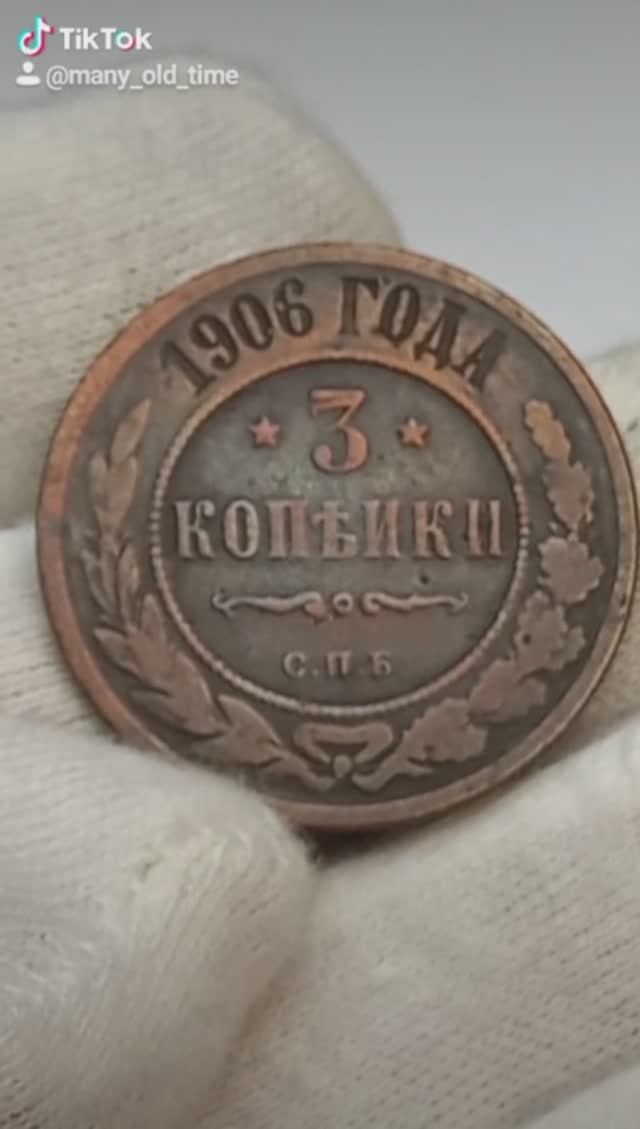 TikTok
@many_old_time
1906 ГОДА
3
КОПѢЙКИ
С.П.Б